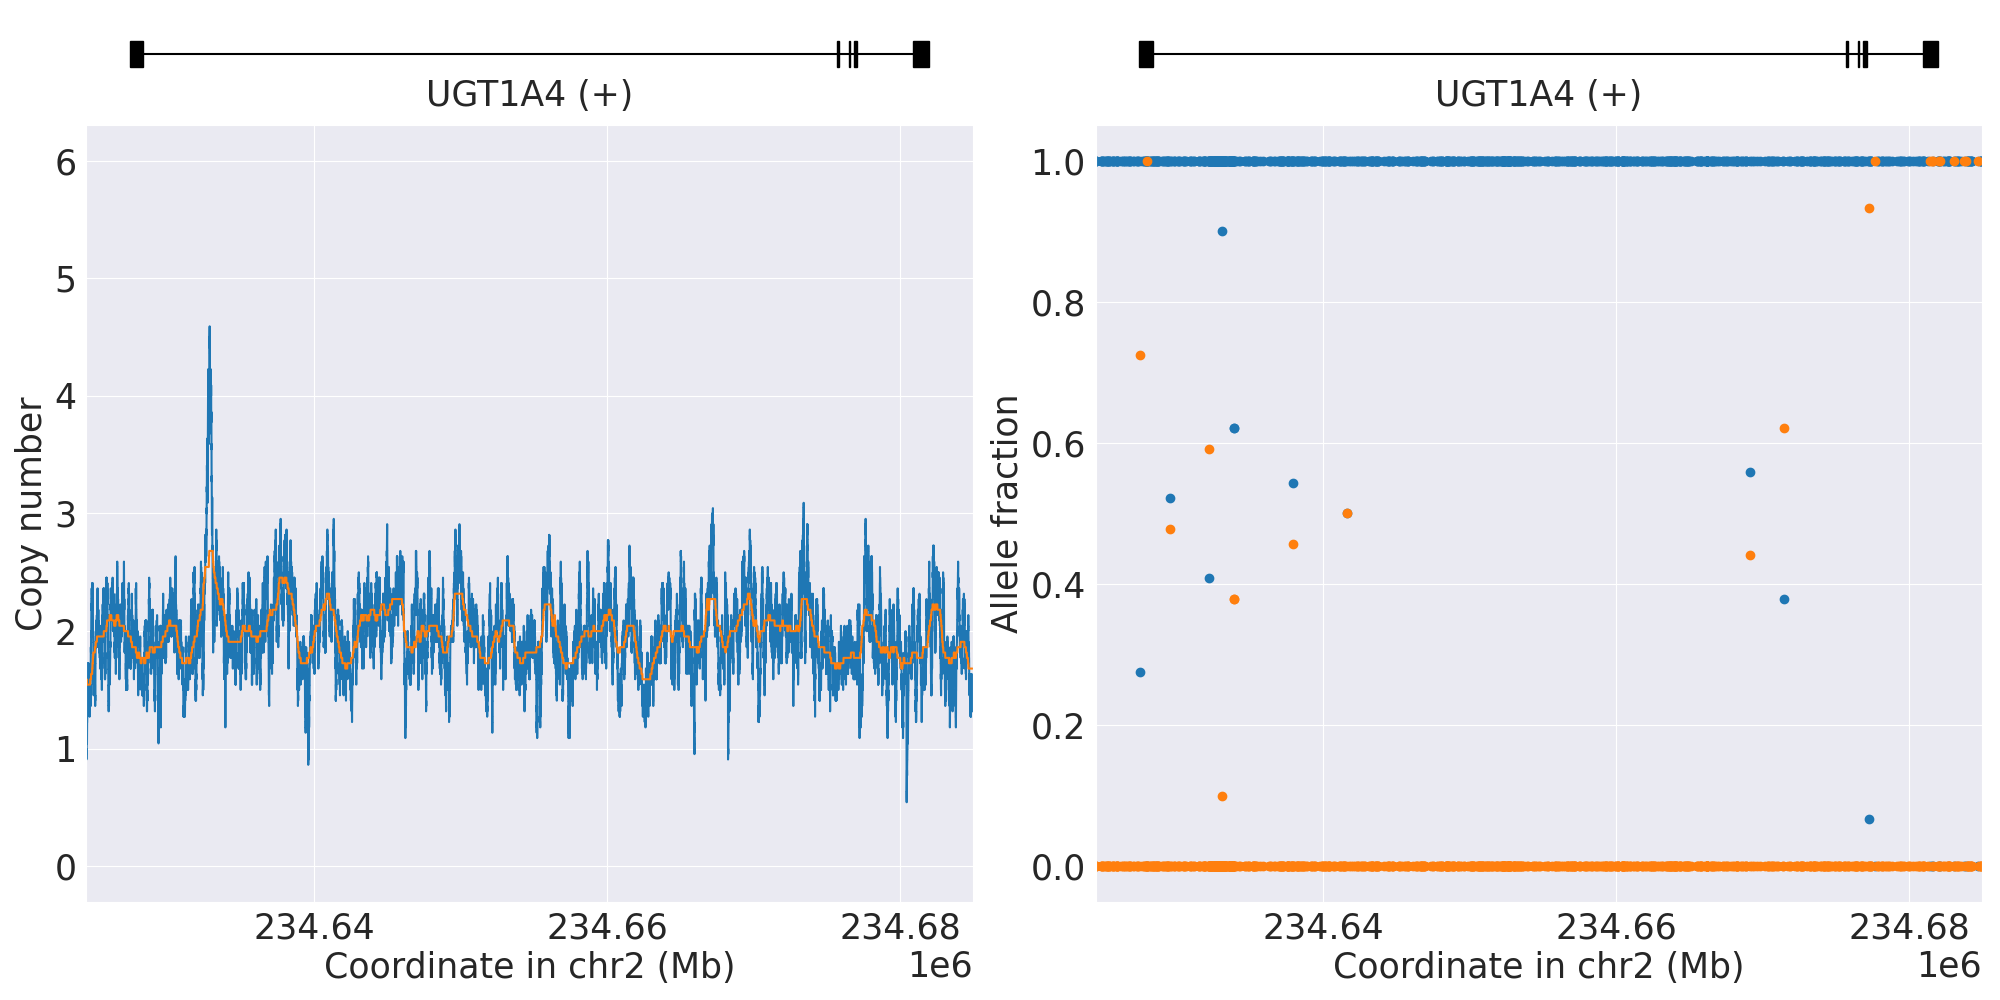 UGT1A4 (+)
Copy number
6
5
4
3
2
1
0
234.64 234.66 234.68
1e6
Coordinate in chr2 (Mb)
UGT1A4 (+)
Allele fraction
1.0
0.8
0.6
0.4
0.2
0.0
234.64 234.66 234.68
1e6
Coordinate in chr2 (Mb)